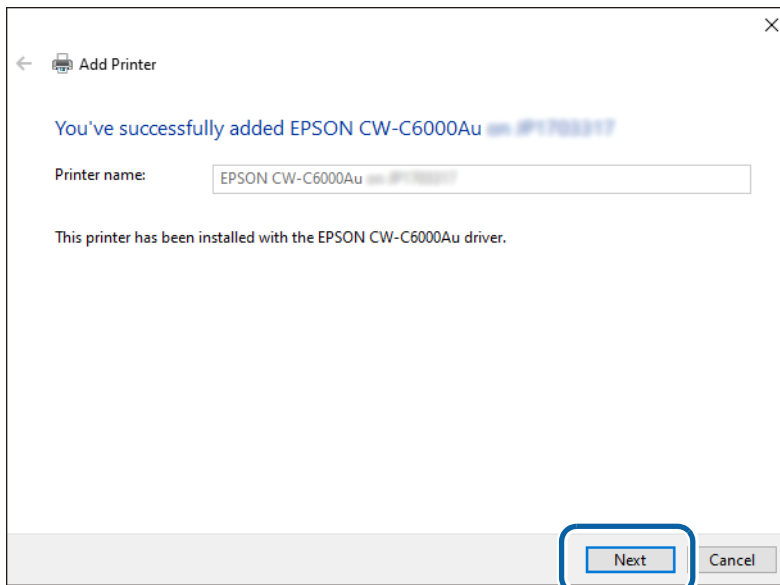 Add Printer
You've successfully added EPSON CW-C6000Au
Printer name:
EPSON CW-C6000Au
This printer has been installed with the EPSON CW-C6000Au driver.
Next
Cancel